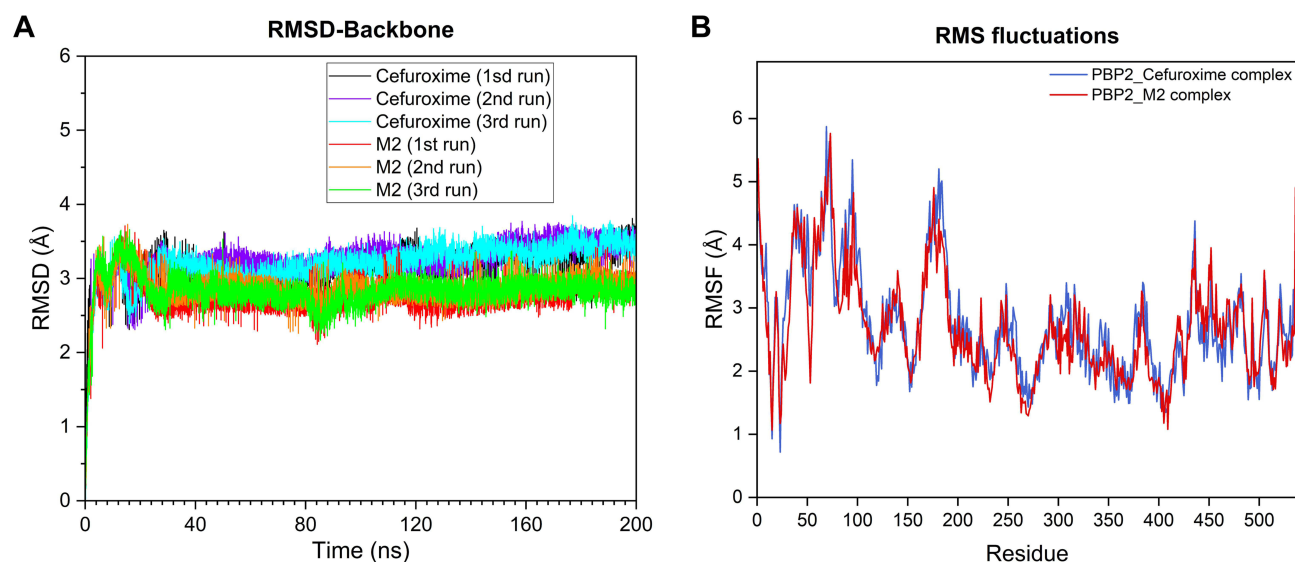 A
RMSD-Backbone
Cefuroxime (1sd run)
Cefuroxime (2nd run)
Cefuroxime (3rd run)
M2 (1st run)
M2 (2nd run)
M2 (3rd run)
RMSD (Å)
6
5
4
3
2
1
0
0 40 80 120 160 200
Time (ns)
B
RMS fluctuations
PBP2_Cefuroxime complex
PBP2_M2 complex
RMSF (Å)
6
5
4
3
2
1
0
0 50 100 150 200 250 300 350 400 450 500
Residue